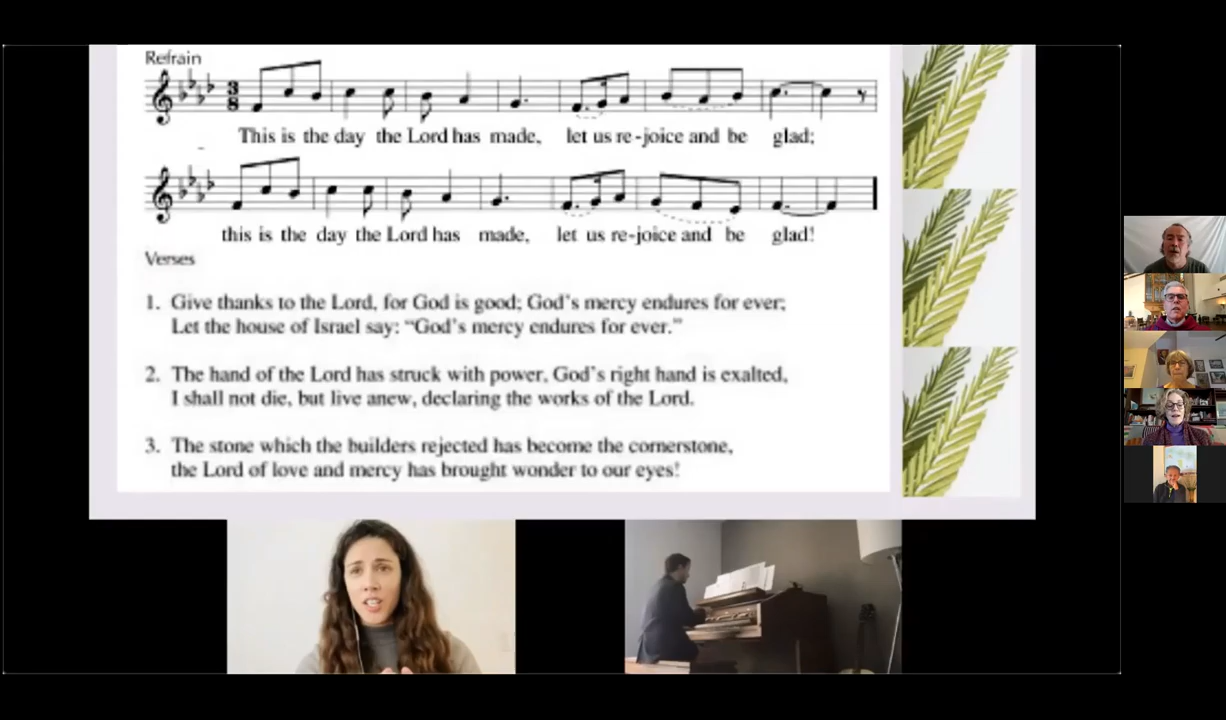 Refrain
3
8
This is the day the Lord has made, let us re-joice and be glad;
this is the day the Lord has made, let us re-joice and be glad!
Verses
1. Give thanks to the Lord, for God is good; God's mercy endures for ever;
Let the house of Israel say: “God's mercy endures for ever.”
2. The hand of the Lord has struck with power, God's right hand is exalted,
I shall not die, but live anew, declaring the works of the Lord.
3. The stone which the builders rejected has become the cornerstone,
the Lord of love and mercy has brought wonder to our eyes!